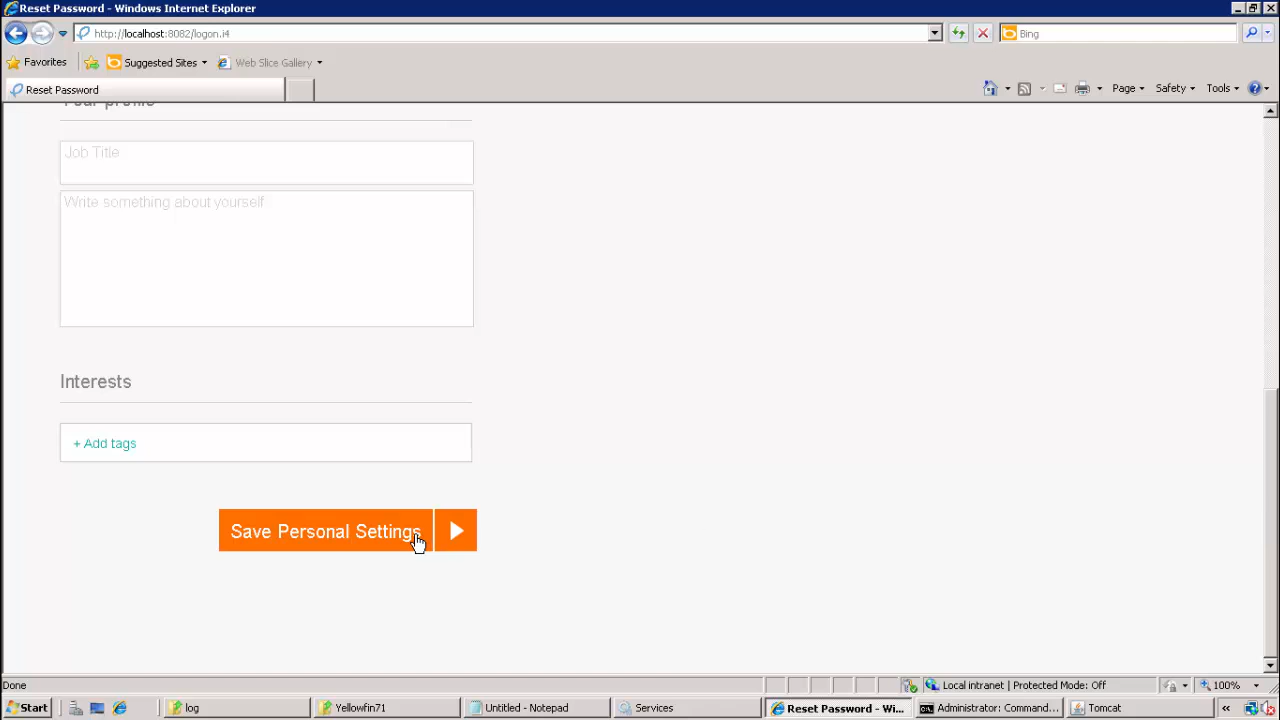 Reset Password - Windows Internet Explorer
http://localhost:8082/logon.i4
Bing
Favorites
Suggested Sites
Web Slice Gallery
Reset Password
Page
Safety
Tools
Your profile
Job Title
Write something about yourself
Interests
+ Add tags
Save Personal Settings
Done
Local intranet | Protected Mode: Off
100%
Start
log
Yellowfin71
Untitled - Notepad
Services
Reset Password - Wi...
Administrator: Command...
Tomcat